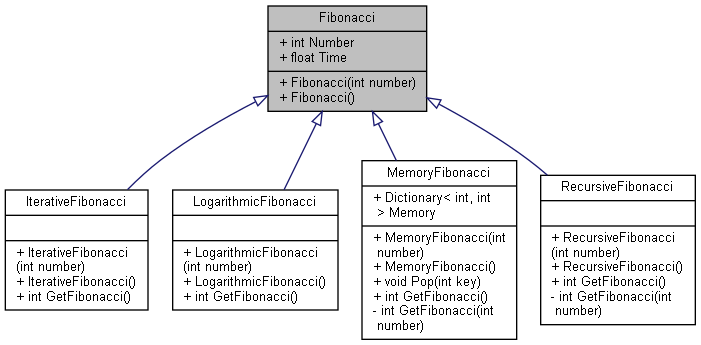 Fibonacci
+ int Number
+ float Time
+ Fibonacci(int number)
+ Fibonacci()
IterativeFibonacci
+ IterativeFibonacci
(int number)
+ IterativeFibonacci()
+ int GetFibonacci()
LogarithmicFibonacci
+ LogarithmicFibonacci
(int number)
+ LogarithmicFibonacci()
+ int GetFibonacci()
MemoryFibonacci
+ Dictionary< int, int
> Memory
+ MemoryFibonacci(int
number)
+ MemoryFibonacci()
+ void Pop(int key)
+ int GetFibonacci()
- int GetFibonacci(int
number)
RecursiveFibonacci
+ RecursiveFibonacci
(int number)
+ RecursiveFibonacci()
+ int GetFibonacci()
- int GetFibonacci(int
number)